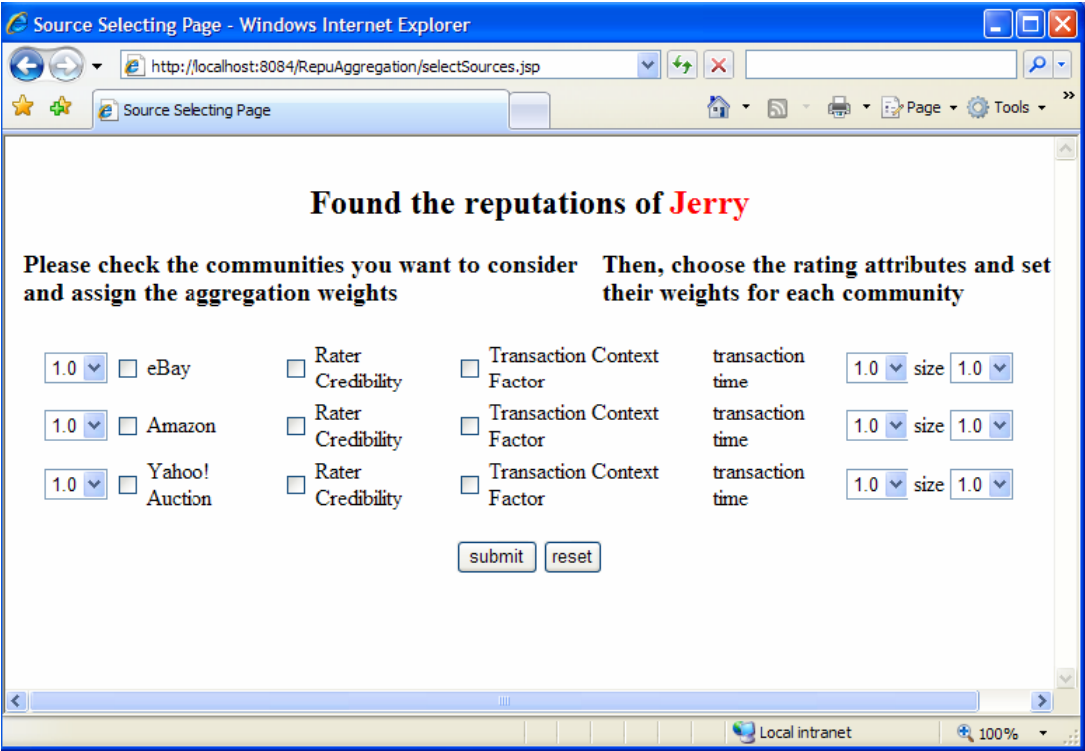 Source Selecting Page - Windows Internet Explorer
http://localhost:8084/RepuAggregation/selectSources.jsp
Source Selecting Page
Page Tools »
Found the reputations of Jerry
Please check the communities you want to consider
and assign the aggregation weights
Then, choose the rating attributes and set
their weights for each community
1.0 eBay Rater Credibility Transaction Context Factor transaction time 1.0 size 1.0
1.0 Amazon Rater Credibility Transaction Context Factor transaction time 1.0 size 1.0
1.0 Yahoo! Auction Rater Credibility Transaction Context Factor transaction time 1.0 size 1.0
submit reset
Local intranet 100%